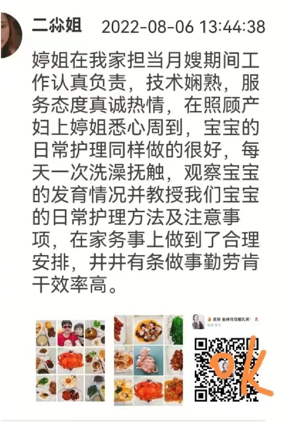 二尛姐 2022-08-06 13:44:38
婷姐在我家担当月嫂期间工
作认真负责，技术娴熟，服
务态度真诚热情，在照顾产
妇上婷姐悉心周到，宝宝的
日常护理同样做的很好，每
天一次洗澡抚触，观察宝宝
的发育情况并教授我们宝宝
的日常护理方法及注意事
项，在家务事上做到了合理
安排，井井有条做事勤劳肯
干效率高。
ok